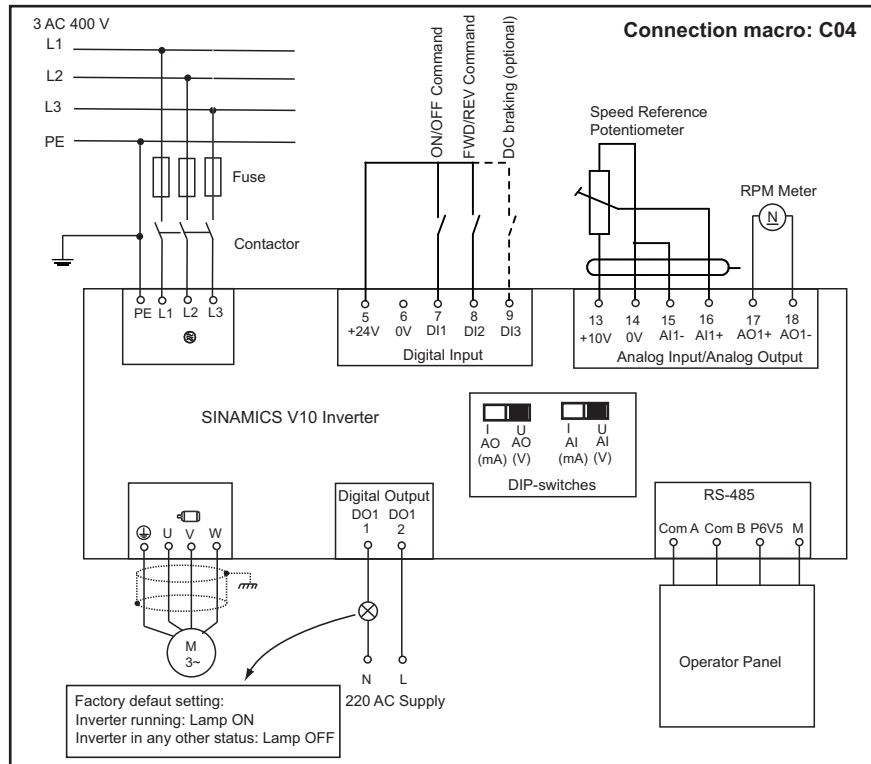 3 AC 400 V
Connection macro: C04
L1
L2
L3
PE
Fuse
Contactor
ON/OFF Command
FWD/REV Command
DC braking (optional)
Speed Reference
Potentiometer
RPM Meter
N
PE L1 L2 L3
5 6 7 8 9
+24V 0V DI1 DI2 DI3
Digital Input
13 14 15 16 17 18
+10V 0V AI1- AI1+ AO1+ AO1-
Analog Input/Analog Output
SINAMICS V10 Inverter
I U I U
AO AO AI AI
(mA) (V) (mA) (V)
DIP-switches
U V W
Digital Output
DO1 DO1
1 2
RS-485
Com A Com B P6V5 M
M
3~
N L
220 AC Supply
Operator Panel
Factory defaut setting:
Inverter running: Lamp ON
Inverter in any other status: Lamp OFF